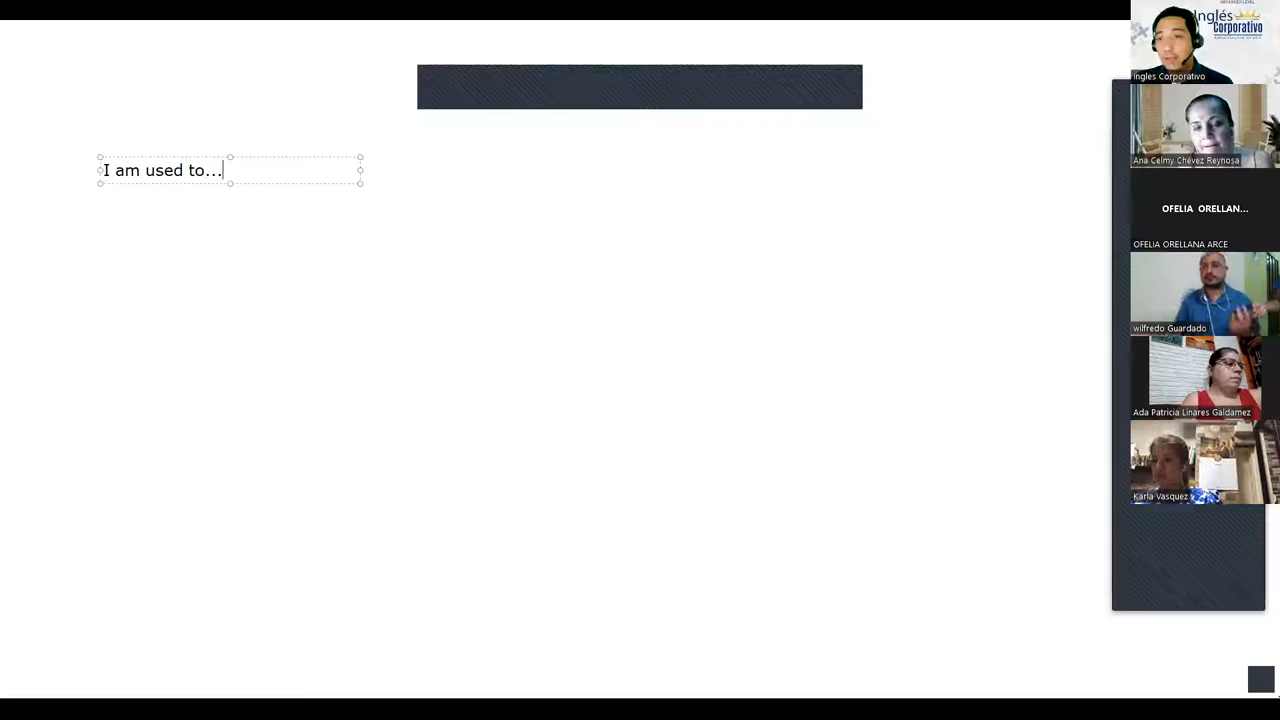 I am used to...
Inglés
Corporativo
Ingles Corporativo
Ana Celmy Chévez Reynosa
OFELIA ORELLAN...
OFELIA ORELLANA ARCE
wilfredo Guardado
Ada Patricia Linares Galdamez
Karla Vasquez